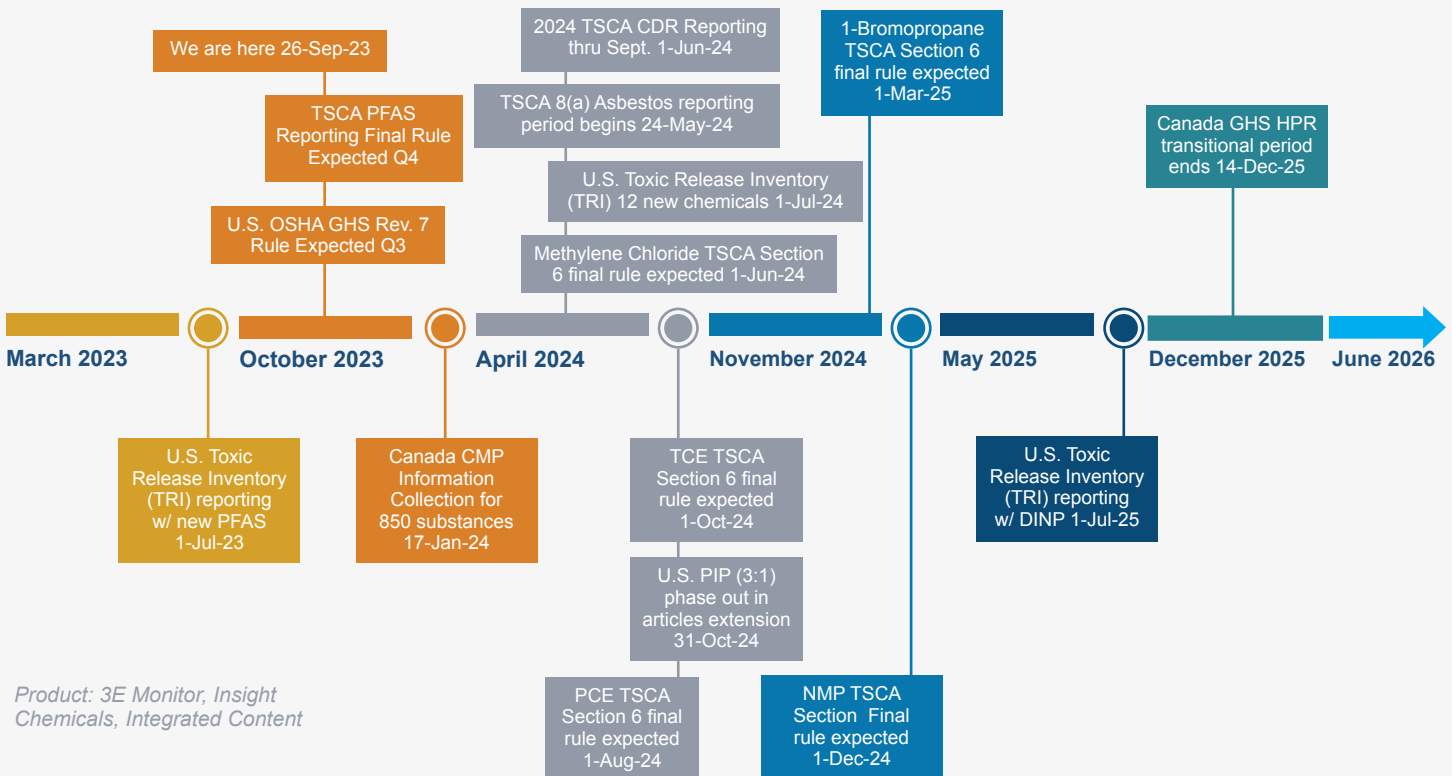 We are here 26-Sep-23
TSCA PFAS
Reporting Final Rule
Expected Q4
U.S. OSHA GHS Rev. 7
Rule Expected Q3
2024 TSCA CDR Reporting
thru Sept. 1-Jun-24
TSCA 8(a) Asbestos reporting
period begins 24-May-24
U.S. Toxic Release Inventory
(TRI) 12 new chemicals 1-Jul-24
Methylene Chloride TSCA Section
6 final rule expected 1-Jun-24
1-Bromopropane
TSCA Section 6
final rule expected
1-Mar-25
Canada GHS HPR
transitional period
ends 14-Dec-25
March 2023
October 2023
April 2024
November 2024
May 2025
December 2025
June 2026
U.S. Toxic
Release Inventory
(TRI) reporting
w/ new PFAS
1-Jul-23
Canada CMP
Information
Collection for
850 substances
17-Jan-24
TCE TSCA
Section 6 final
rule expected
1-Oct-24
U.S. PIP (3:1)
phase out in
articles extension
31-Oct-24
PCE TSCA
Section 6 final
rule expected
1-Aug-24
NMP TSCA
Section Final
rule expected
1-Dec-24
U.S. Toxic
Release Inventory
(TRI) reporting
w/ DINP 1-Jul-25
Product: 3E Monitor, Insight
Chemicals, Integrated Content